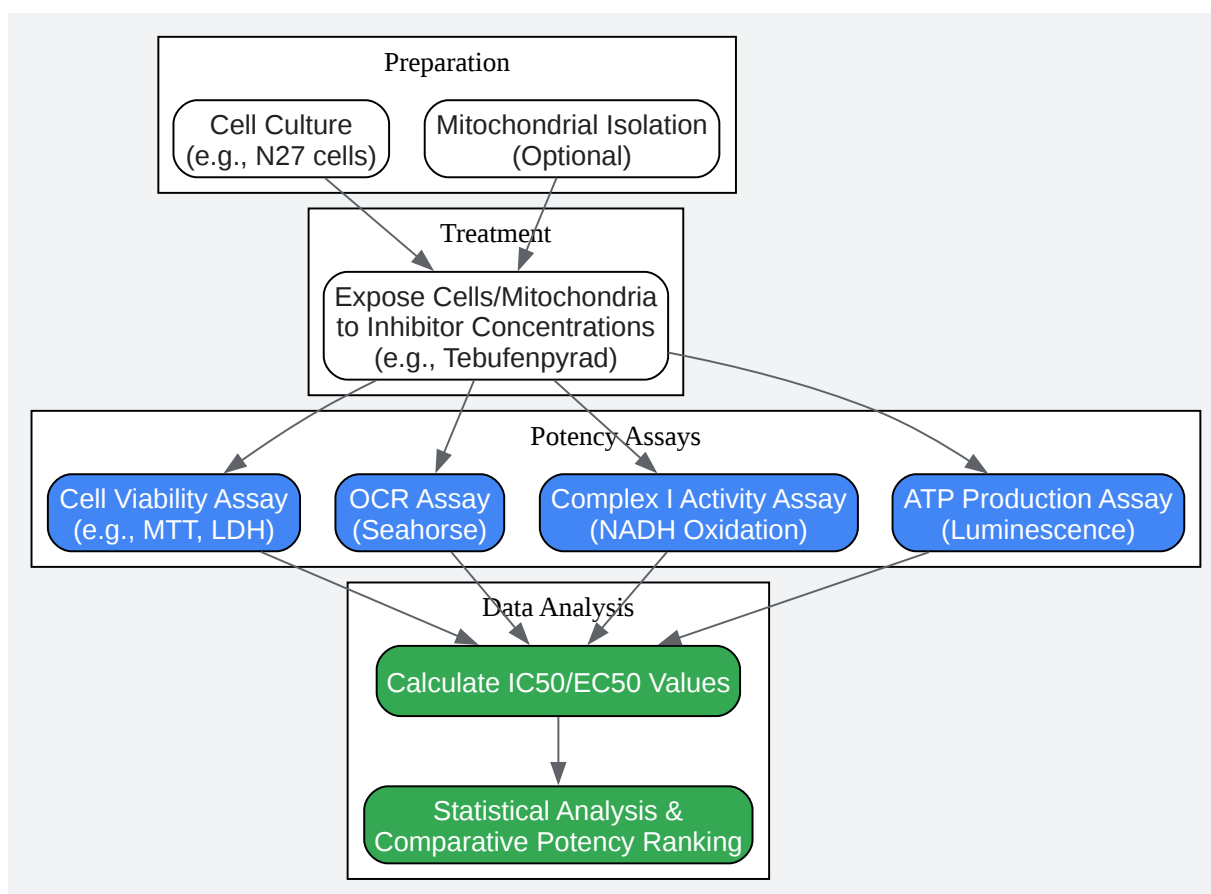 Preparation
Cell Culture
(e.g., N27 cells)
Mitochondrial Isolation
(Optional)
Treatment
Expose Cells/Mitochondria
to Inhibitor Concentrations
(e.g., Tebufenpyrad)
Potency Assays
Cell Viability Assay
(e.g., MTT, LDH)
OCR Assay
(Seahorse)
Complex I Activity Assay
(NADH Oxidation)
ATP Production Assay
(Luminescence)
Data Analysis
Calculate IC50/EC50 Values
Statistical Analysis &
Comparative Potency Ranking